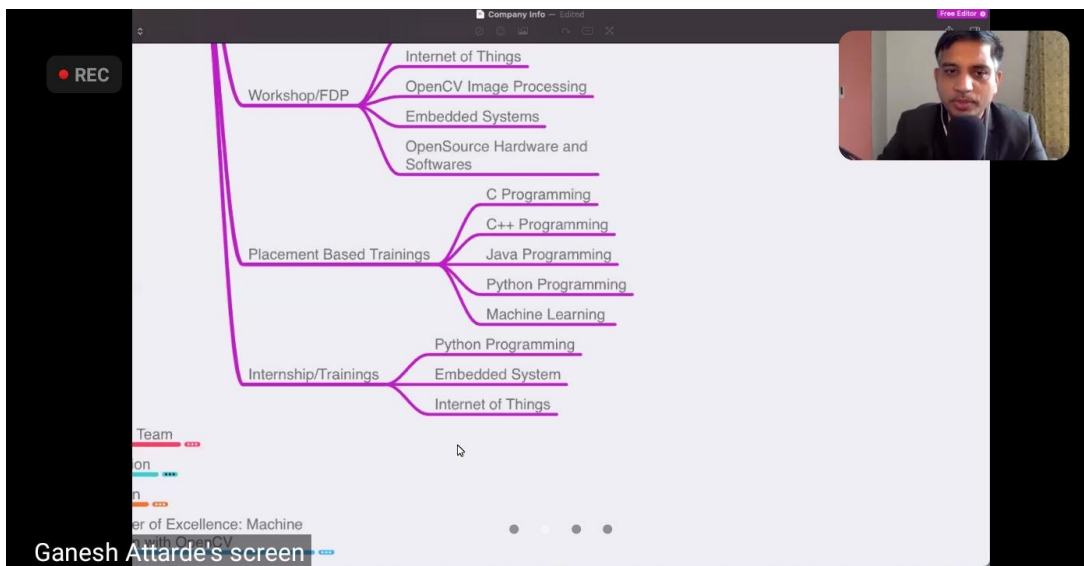 Company Info — Edited
Free Editor
REC
Internet of Things
Workshop/FDP
OpenCV Image Processing
Embedded Systems
OpenSource Hardware and
Softwares
C Programming
C++ Programming
Placement Based Trainings
Java Programming
Python Programming
Machine Learning
Python Programming
Internship/Trainings
Embedded System
Internet of Things
Team
on
n
er of Excellence: Machine
n with OpenCV
Ganesh Attarde's screen